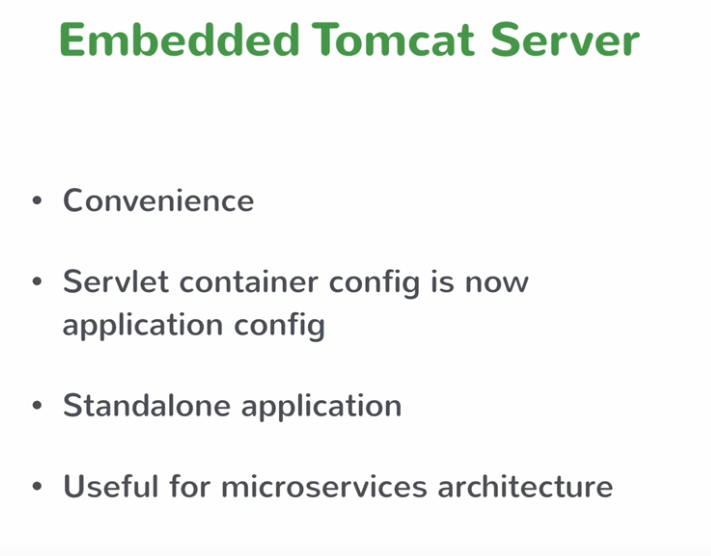 Embedded Tomcat Server
• Convenience
• Servlet container config is now
application config
• Standalone application
• Useful for microservices architecture